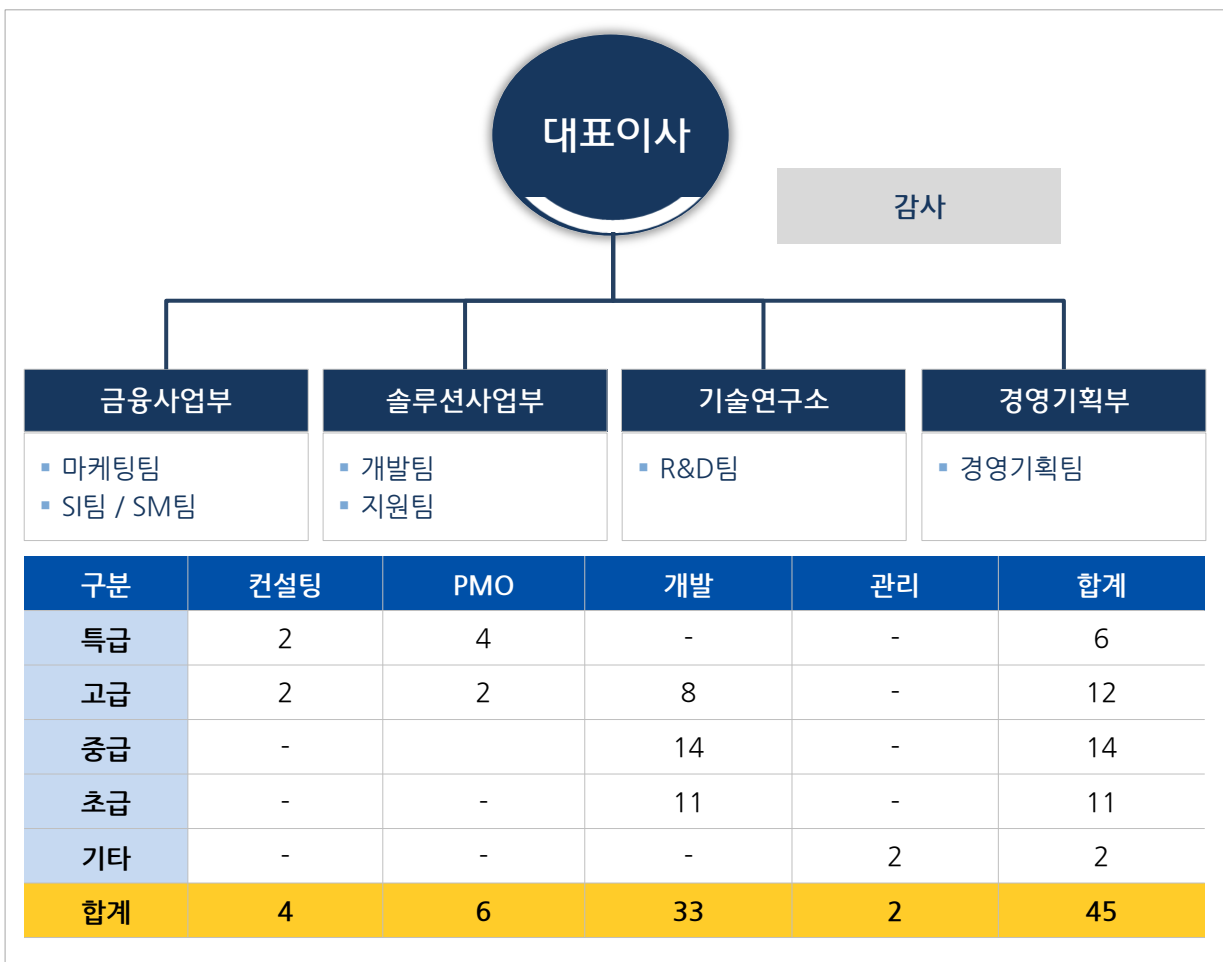 대표이사
감사
금융사업부 솔루션사업부 기술연구소 경영기획부
▪ 마케팅팀 ▪ 개발팀 ▪ R&D팀 ▪ 경영기획팀
▪ SI팀 / SM팀 ▪ 지원팀
구분 컨설팅 PMO 개발 관리 합계
특급 2 4 - - 6
고급 2 2 8 - 12
중급 - 14 - 14
초급 - - 11 - 11
기타 - - - 2 2
합계 4 6 33 2 45